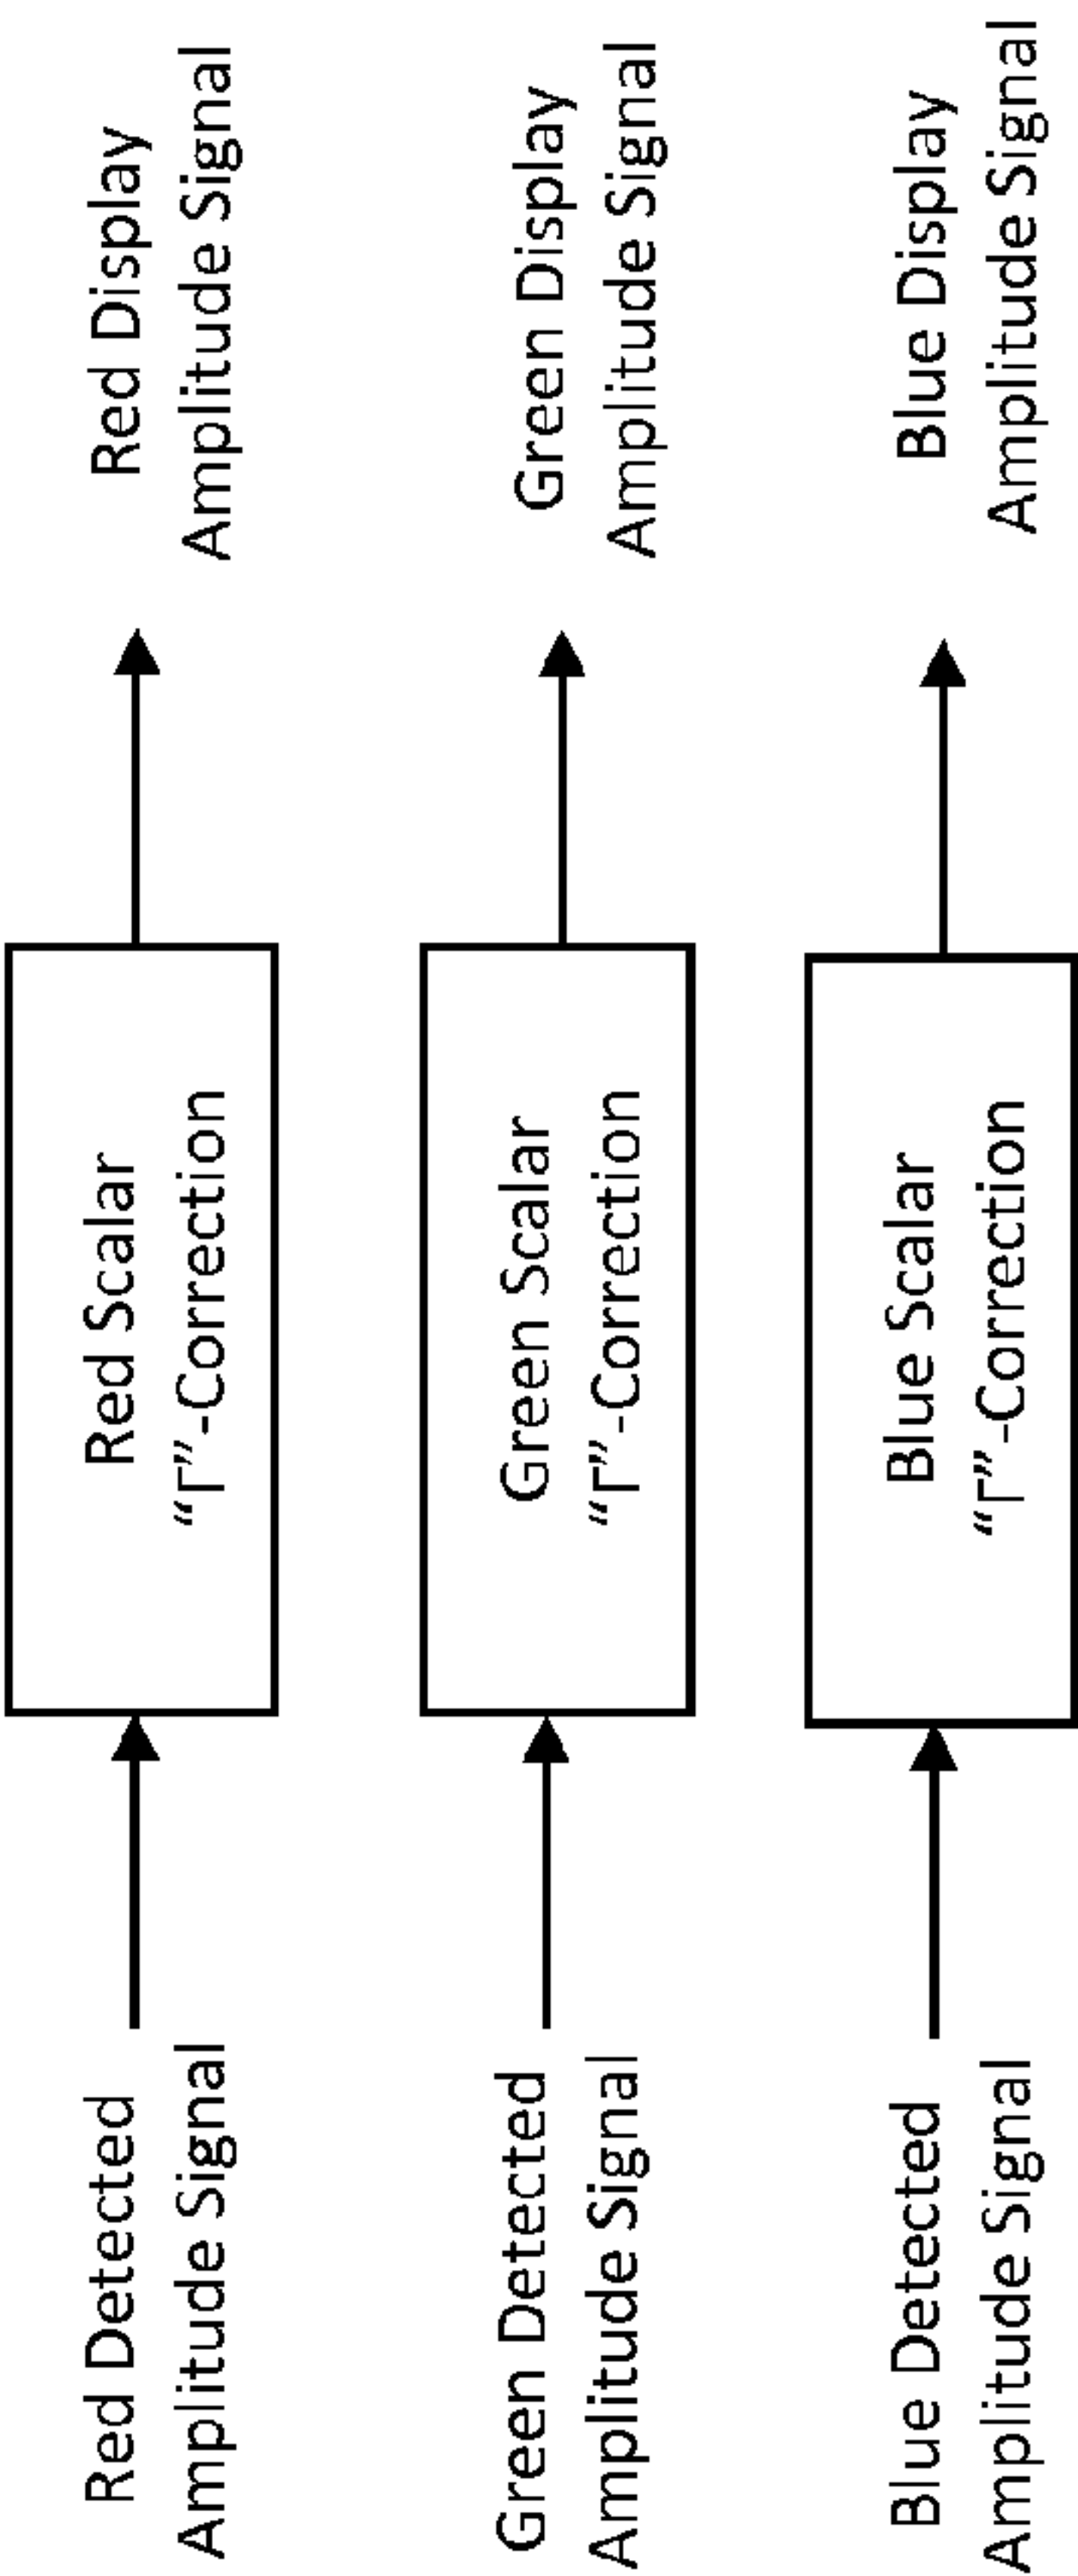 Red Detected
Amplitude Signal
Red Scalar
“Γ”-Correction
Red Display
Amplitude Signal
Green Detected
Amplitude Signal
Green Scalar
“Γ”-Correction
Green Display
Amplitude Signal
Blue Detected
Amplitude Signal
Blue Scalar
“Γ”-Correction
Blue Display
Amplitude Signal